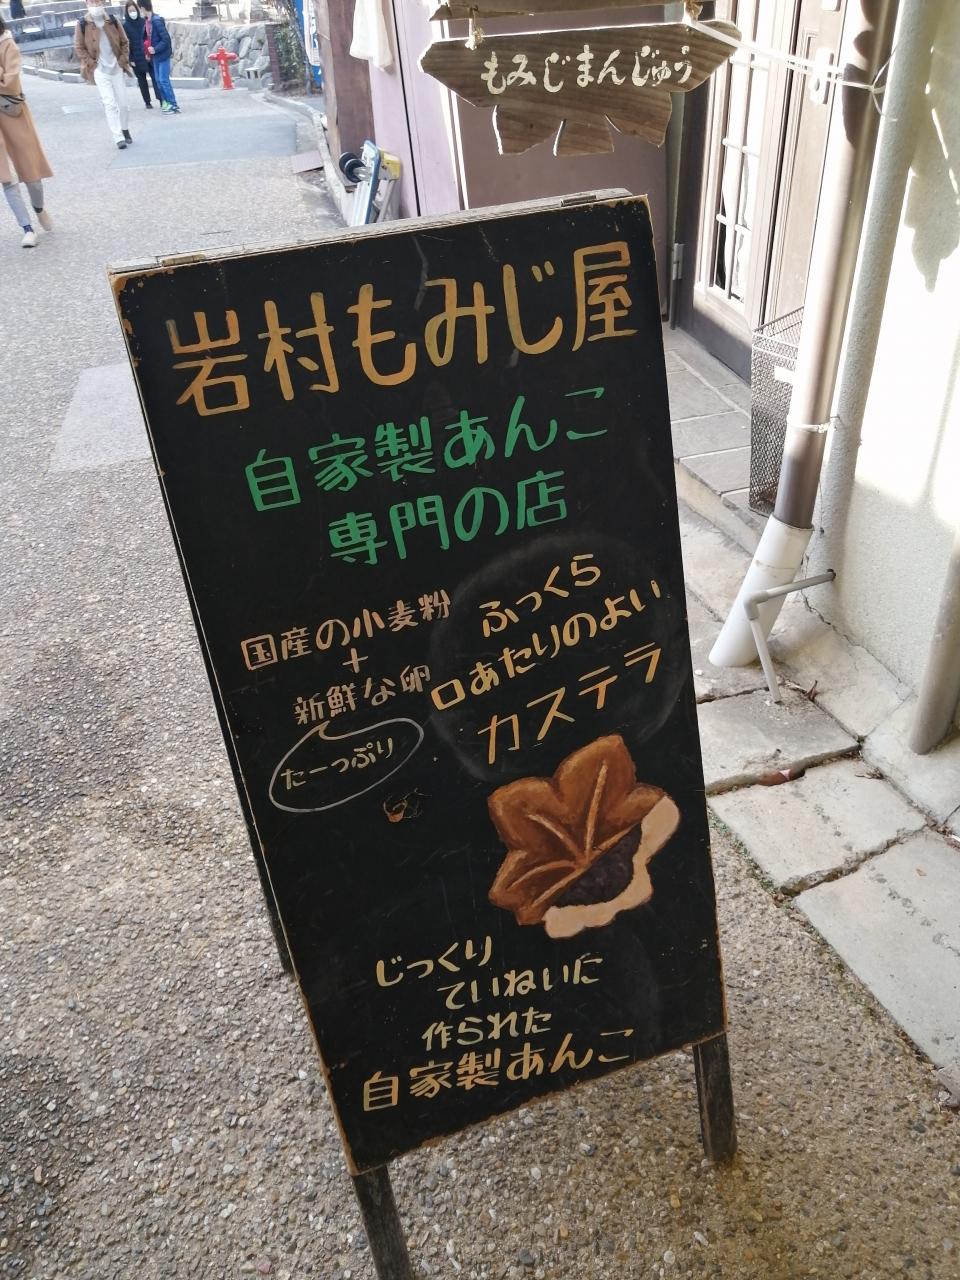 もみじまんじゅう
岩村もみじ屋
自家製あんこ
専門の店
国産の小麦粉
+
新鮮な卵
たーっぷり
ふっくら
口あたりのよい
カステラ
じっくり
ていねいに
作られた
自家製あんこ